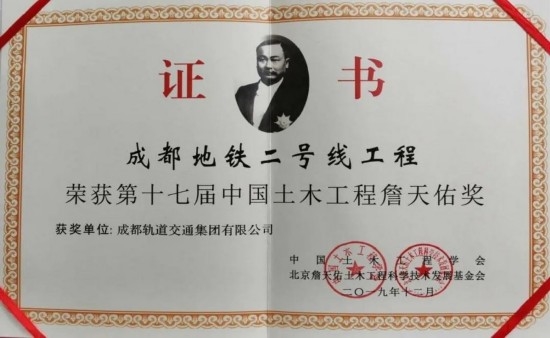 证书
成都地铁二号线工程
荣获第十七届中国土木工程詹天佑奖
获奖单位:成都轨道交通集团有限公司
中国土木工程学会
北京詹天佑土木工程科学技术发展基金会
二〇一九年十二月